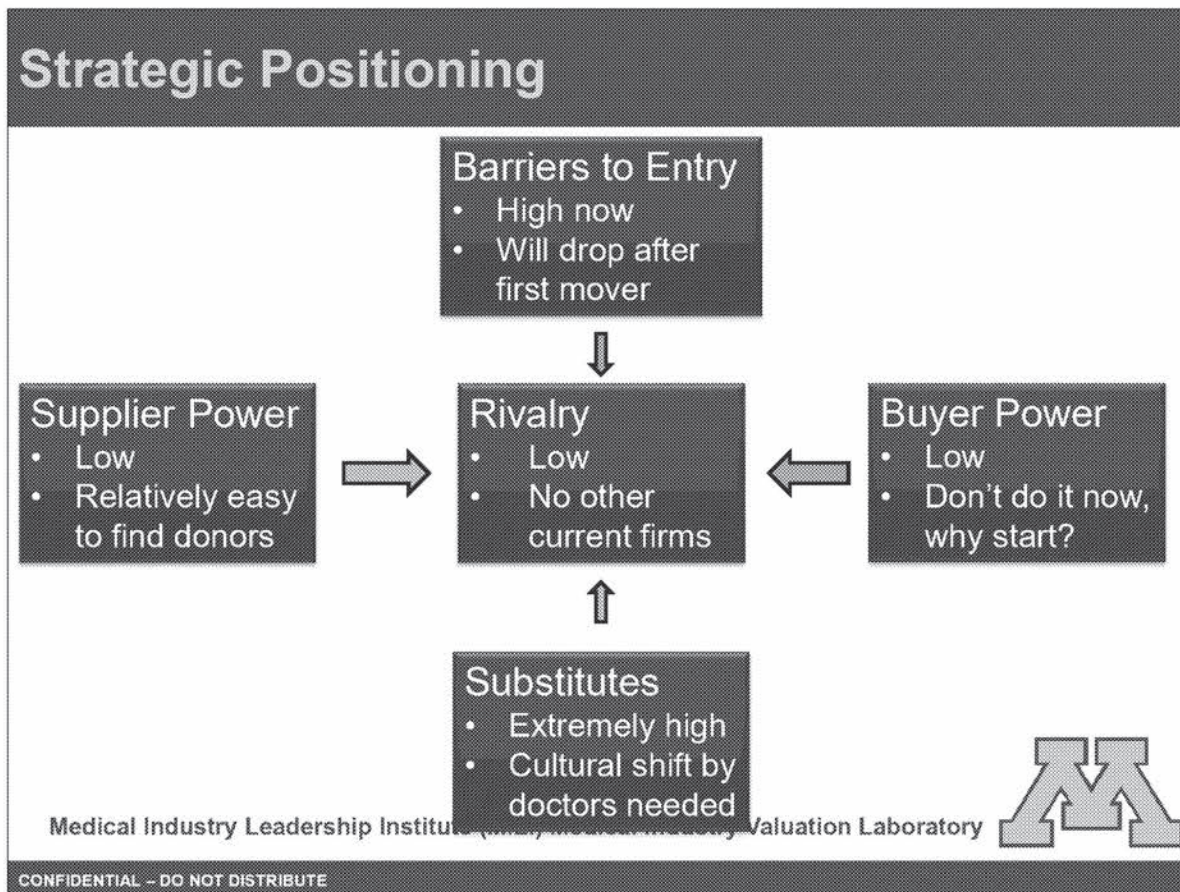 Strategic Positioning
Barriers to Entry
• High now
• Will drop after
first mover
Supplier Power
• Low
• Relatively easy
to find donors
Rivalry
• Low
• No other
current firms
Buyer Power
• Low
• Don't do it now,
why start?
Substitutes
• Extremely high
• Cultural shift by
doctors needed
Medical Industry Leadership Institute Medical Industry Valuation Laboratory
M
CONFIDENTIAL – DO NOT DISTRIBUTE